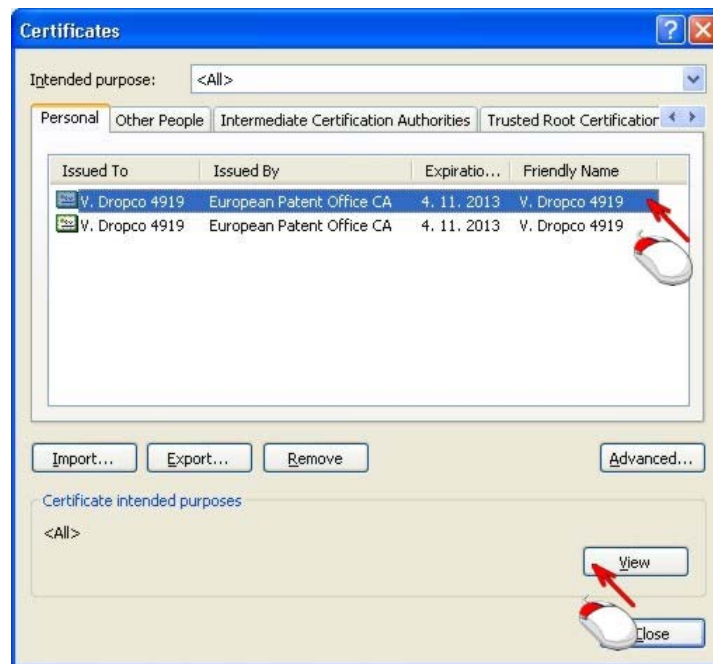 Certificates
Intended purpose: <All>
Personal Other People Intermediate Certification Authorities Trusted Root Certification
Issued To Issued By Expiratio... Friendly Name
V. Dropco 4919 European Patent Office CA 4. 11. 2013 V. Dropco 4919
V. Dropco 4919 European Patent Office CA 4. 11. 2013 V. Dropco 4919
Import... Export... Remove Advanced...
Certificate intended purposes
<All>
View
Close